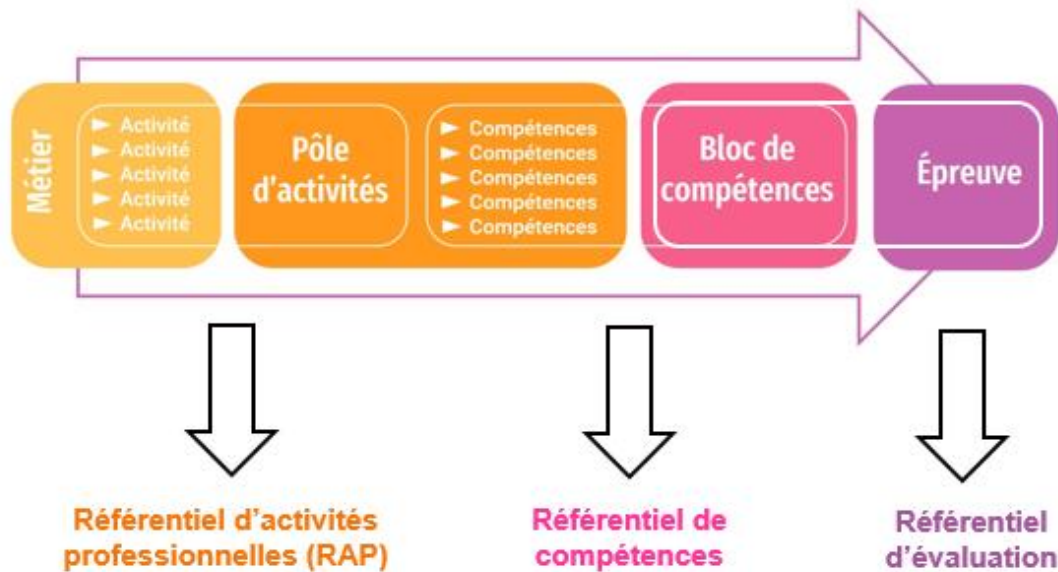 Métier
► Activité
► Activité
► Activité
► Activité
► Activité
Pôle
d'activités
► Compétences
► Compétences
► Compétences
► Compétences
► Compétences
Bloc de
compétences
Épreuve
Référentiel d'activités
professionnelles (RAP)
Référentiel de
compétences
Référentiel
d'évaluation